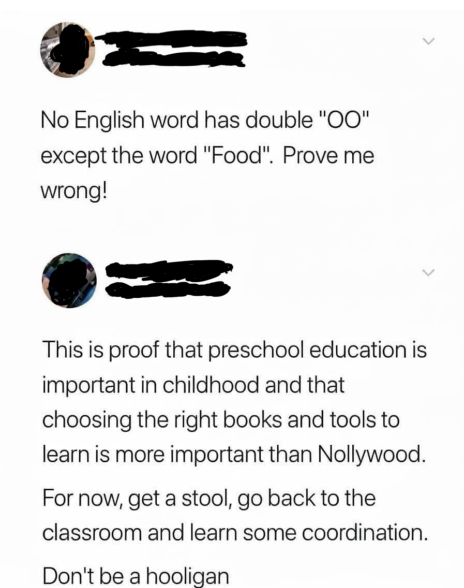 No English word has double "OO"
except the word "Food". Prove me
wrong!
This is proof that preschool education is
important in childhood and that
choosing the right books and tools to
learn is more important than Nollywood.
For now, get a stool, go back to the
classroom and learn some coordination.
Don't be a hooligan